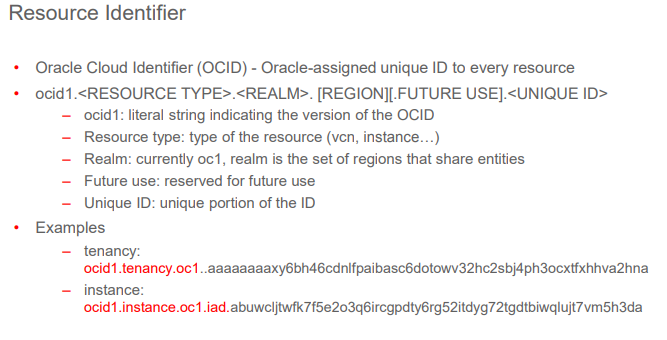 Resource Identifier
• Oracle Cloud Identifier (OCID) - Oracle-assigned unique ID to every resource
• ocid1.<RESOURCE TYPE>.<REALM>. [REGION][.FUTURE USE].<UNIQUE ID>
– ocid1: literal string indicating the version of the OCID
– Resource type: type of the resource (vcn, instance…)
– Realm: currently oc1, realm is the set of regions that share entities
– Future use: reserved for future use
– Unique ID: unique portion of the ID
• Examples
– tenancy:
ocid1.tenancy.oc1..aaaaaaaaxy6bh46cdnlfpaibasc6dotowv32hc2sbj4ph3ocxtfxhhva2hna
– instance:
ocid1.instance.oc1.iad.abuwcljtwfk7f5e2o3q6ircgpdty6rg52itdyg72tgdtbiwqlujt7vm5h3da